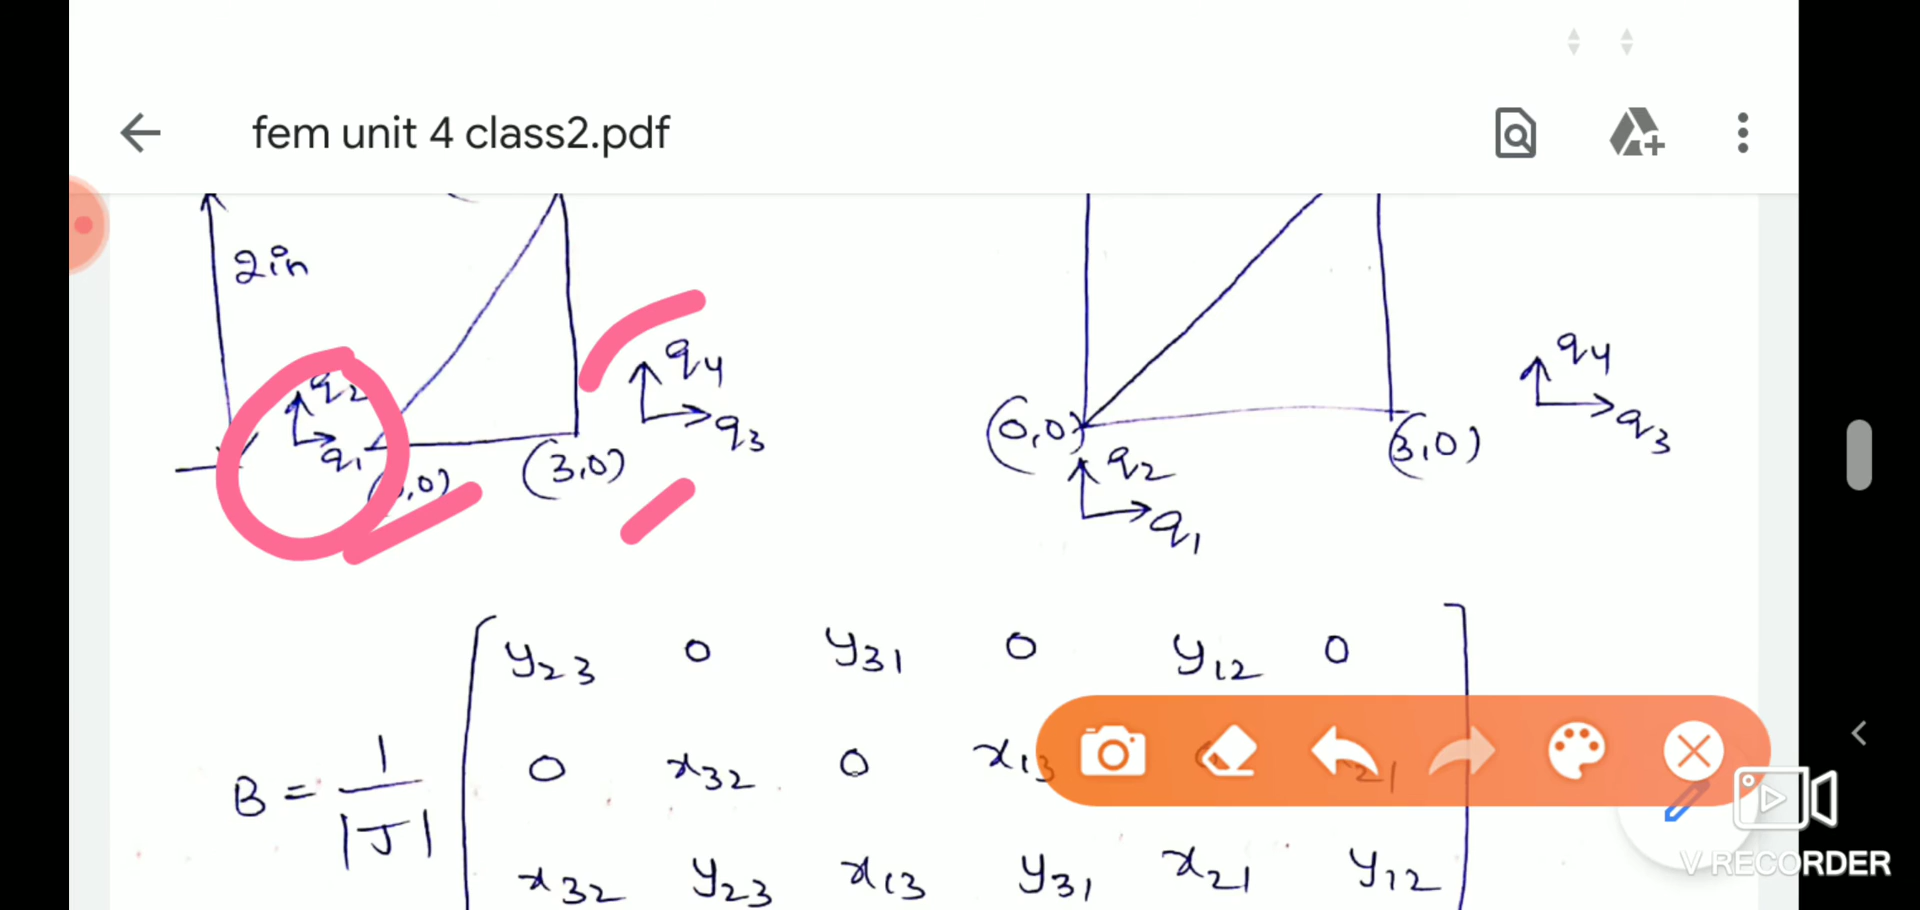 fem unit 4 class2.pdf
2in
q2
q1
(3,0)
q4
q3
(0,0)
q2
q1
(3,0)
q4
q3
y23 0 y31 0 y12 0
B = 1 0 x32 0 x13 21
|J|
x32 y23 x13 y31 x21 y12
V RECORDER